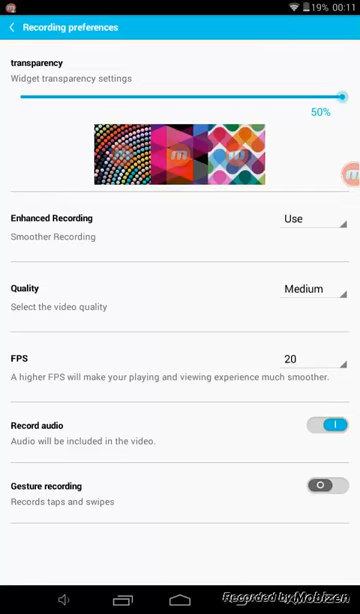 19% 00:11
Recording preferences
transparency
Widget transparency settings
50%
Enhanced Recording
Use
Smoother Recording
Quality
Medium
Select the video quality
FPS
20
A higher FPS will make your playing and viewing experience much smoother.
Record audio
Audio will be included in the video.
Gesture recording
Records taps and swipes
Recorded by Mobizen